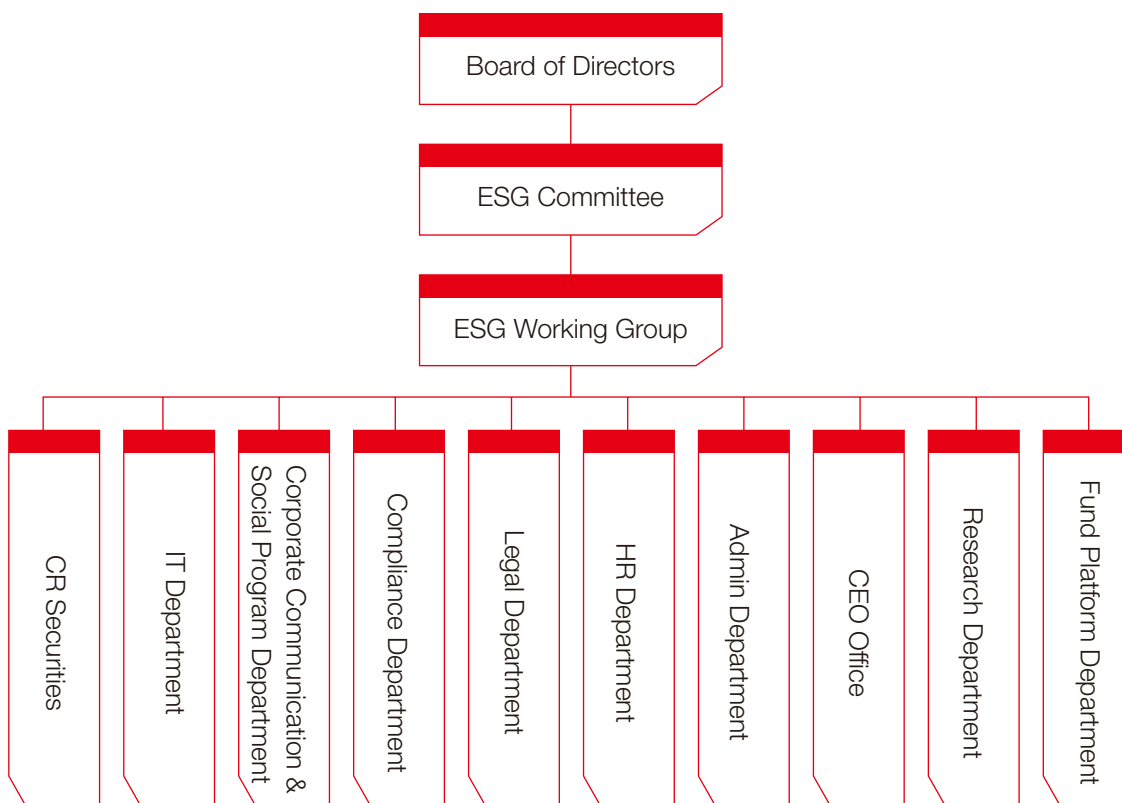 Board of Directors
ESG Committee
ESG Working Group
CR Securities
IT Department
Corporate Communication &
Social Program Department
Compliance Department
Legal Department
HR Department
Admin Department
CEO Office
Research Department
Fund Platform Department